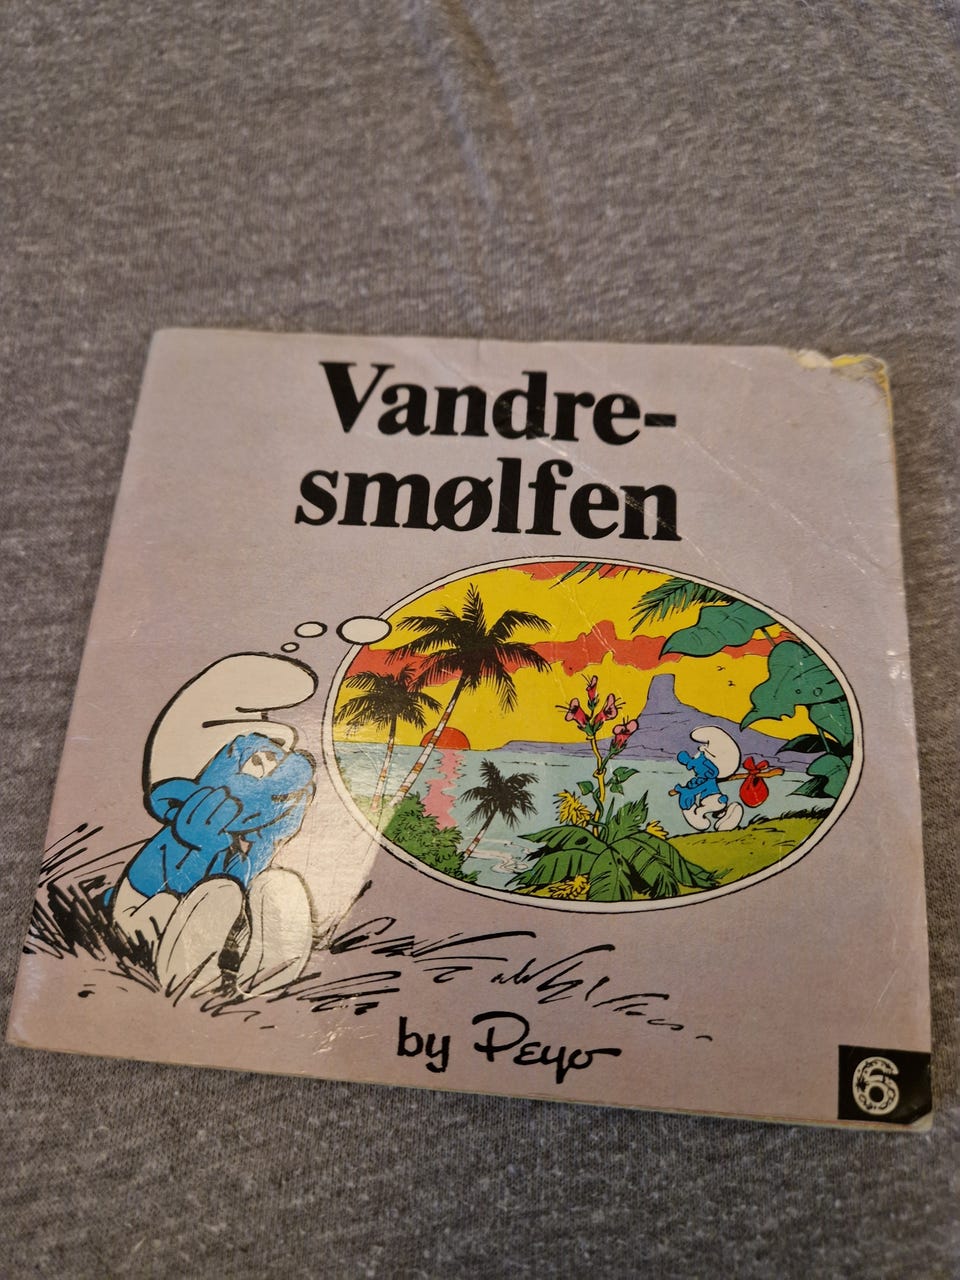 Vandre-
smølfen
by Peyo
6